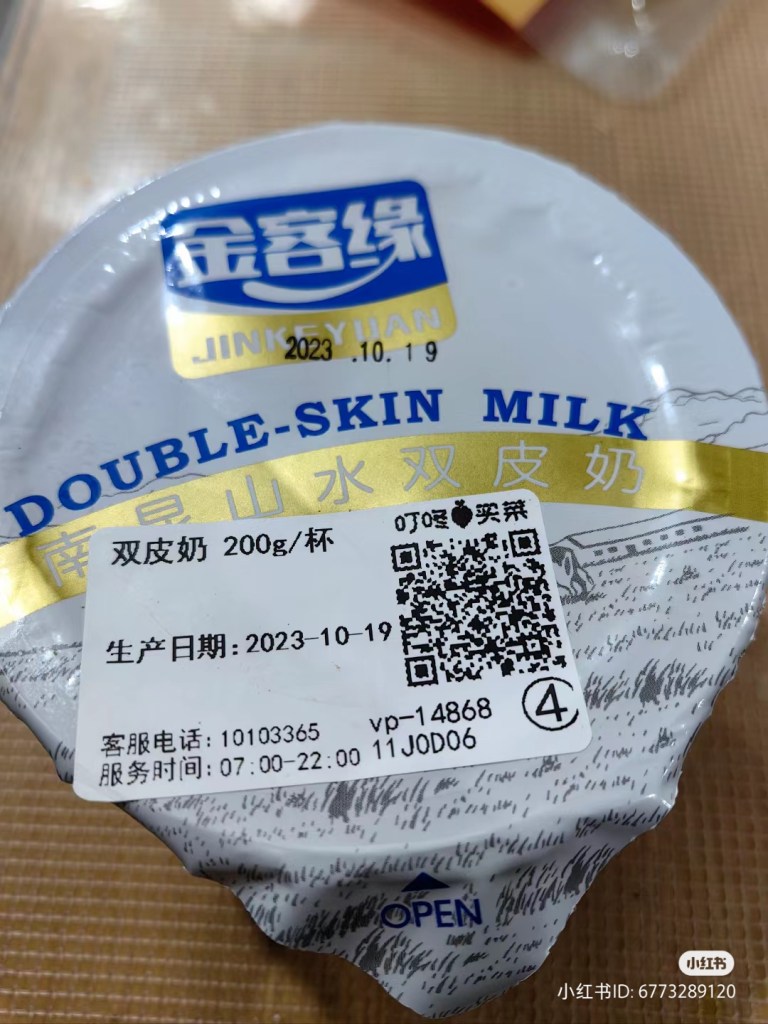 金客缘
JINKEYUAN
2023 .10.19
DOUBLE-SKIN MILK
南昆山水双皮奶
叮咚买菜
双皮奶 200g/杯
生产日期:2023-10-19
vp-14868
④
客服电话:10103365
11J0D06
服务时间:07:00-22:00
OPEN
小红书
小红书ID: 6773289120